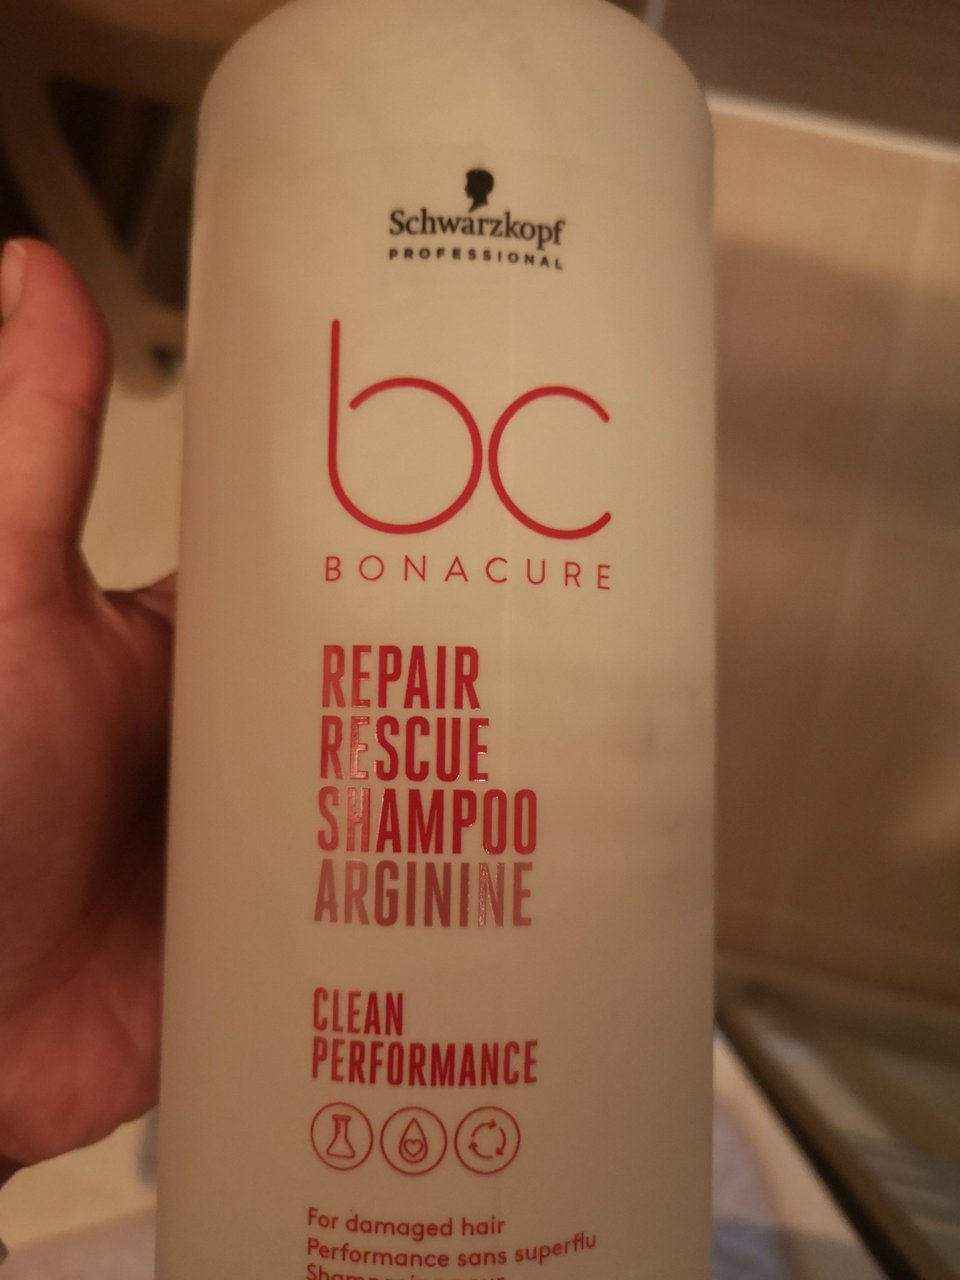 Schwarzkopf
PROFESSIONAL
bc
BONACURE
REPAIR
RESCUE
SHAMPOO
ARGININE
CLEAN
PERFORMANCE
For damaged hair
Performance sans superflu